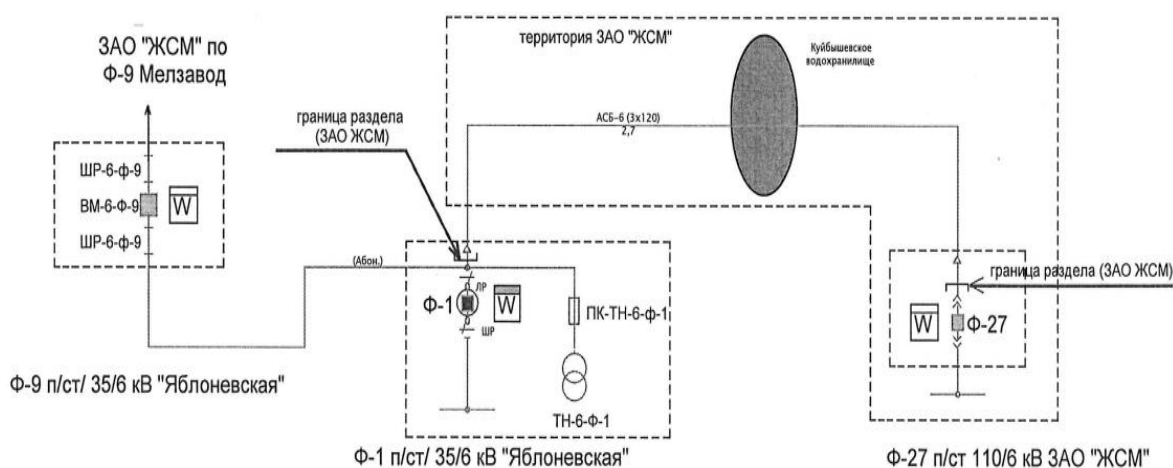 ЗАО "ЖСМ" по
Ф-9 Мелзавод
территория ЗАО "ЖСМ"
Куйбышевское
водохранилище
граница раздела
(ЗАО ЖСМ)
АСБ-6 (3х120)
2,7
ШР-6-ф-9
ВМ-6-Ф-9
W
ШР-6-ф-9
(Абон.)
ЛР
Ф-1
W
ШР
ПК-ТН-6-ф-1
ТН-6-Ф-1
граница раздела (ЗАО ЖСМ)
W
Ф-27
Ф-9 п/ст/ 35/6 кВ "Яблоневская"
Ф-1 п/ст/ 35/6 кВ "Яблоневская"
Ф-27 п/ст 110/6 кВ ЗАО "ЖСМ"